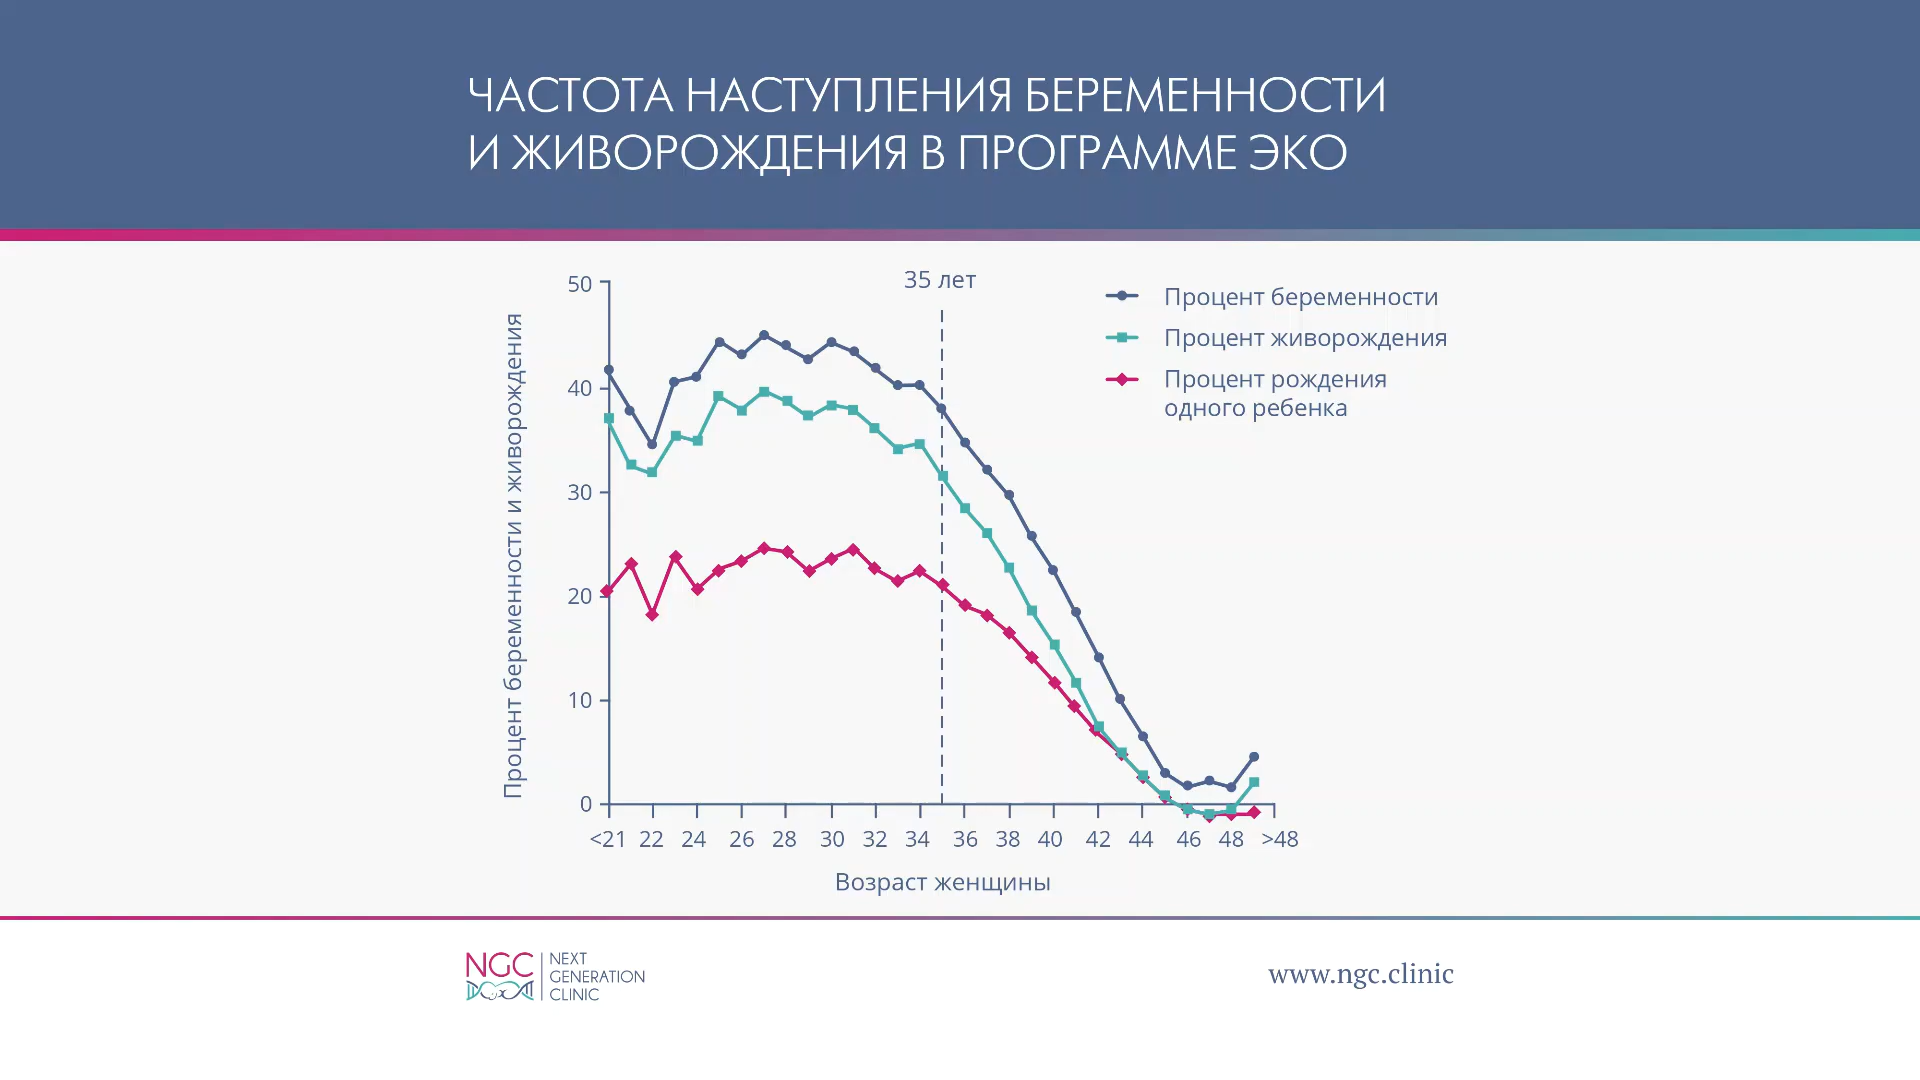 ЧАСТОТА НАСТУПЛЕНИЯ БЕРЕМЕННОСТИ
И ЖИВОРОЖДЕНИЯ В ПРОГРАММЕ ЭКО
35 лет
Процент беременности
Процент живорождения
Процент рождения
одного ребенка
Процент беременности и живорождения
50
40
30
20
10
0
<21 22 24 26 28 30 32 34 36 38 40 42 44 46 48 >48
Возраст женщины
NGC
NEXT
GENERATION
CLINIC
www.ngc.clinic